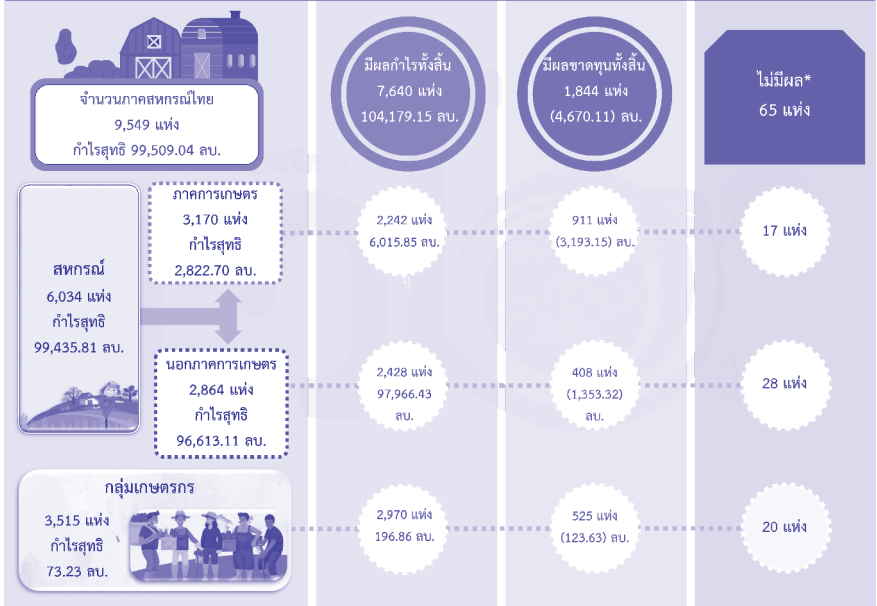 จำนวนภาคสหกรณ์ไทย
9,549 แห่ง
กำไรสุทธิ 99,509.04 ลบ.
มีผลกำไรทั้งสิ้น
7,640 แห่ง
104,179.15 ลบ.
มีผลขาดทุนทั้งสิ้น
1,844 แห่ง
(4,670.11) ลบ.
ไม่มีผล*
65 แห่ง
สหกรณ์
6,034 แห่ง
กำไรสุทธิ
99,435.81 ลบ.
ภาคการเกษตร
3,170 แห่ง
กำไรสุทธิ
2,822.70 ลบ.
2,242 แห่ง
6,015.85 ลบ.
911 แห่ง
(3,193.15) ลบ.
17 แห่ง
นอกภาคการเกษตร
2,864 แห่ง
กำไรสุทธิ
96,613.11 ลบ.
2,428 แห่ง
97,966.43
ลบ.
408 แห่ง
(1,353.32)
ลบ.
28 แห่ง
กลุ่มเกษตรกร
3,515 แห่ง
กำไรสุทธิ
73.23 ลบ.
2,970 แห่ง
196.86 ลบ.
525 แห่ง
(123.63) ลบ.
20 แห่ง